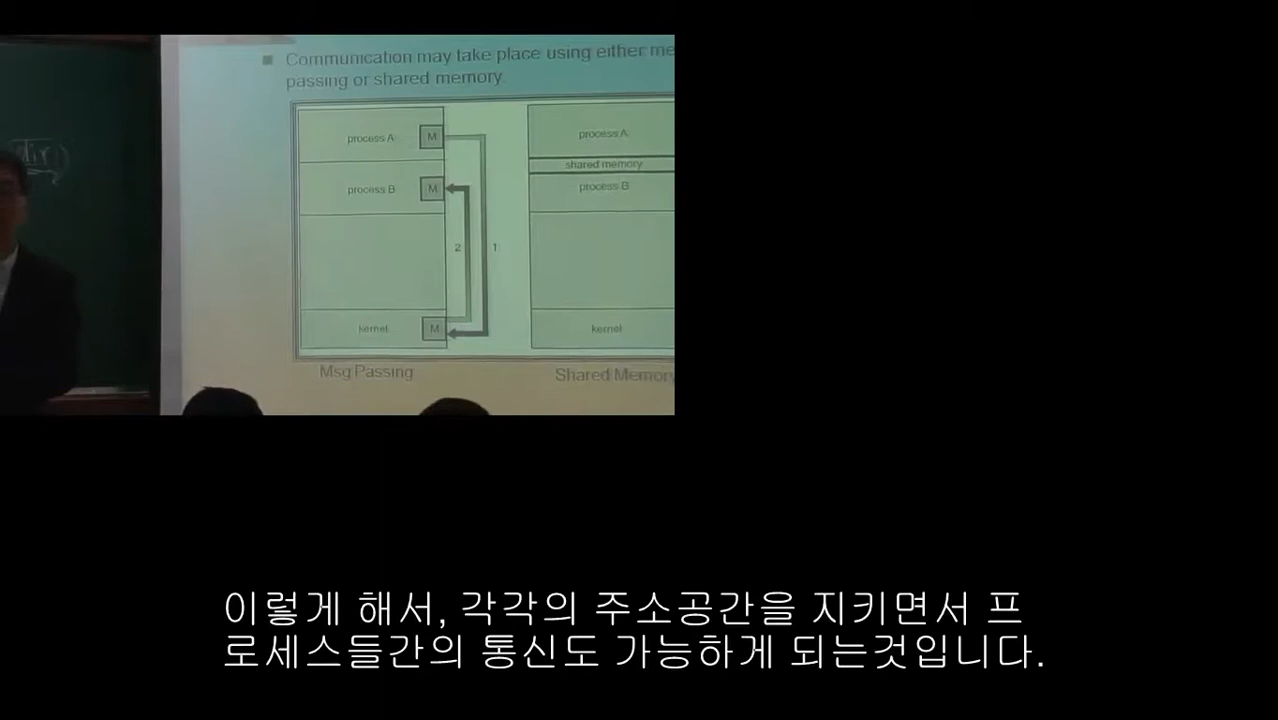 Communication may take place using either me
passing or shared memory.
process A
M
process B
M
2
1
kernel
M
Msg Passing
process A
shared memory
process B
kernel
Shared Memory
이렇게 해서, 각각의 주소공간을 지키면서 프
로세스들간의 통신도 가능하게 되는것입니다.